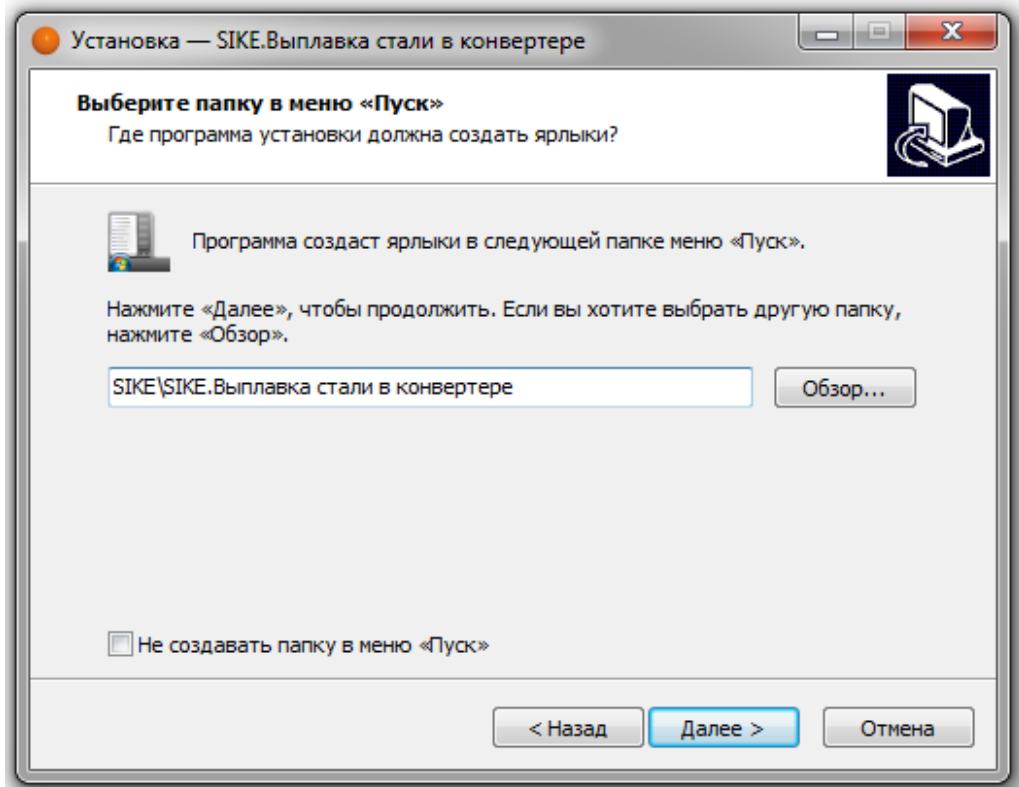 Установка — SIKE.Выплавка стали в конвертере
Выберите папку в меню «Пуск»
Где программа установки должна создать ярлыки?
Программа создаст ярлыки в следующей папке меню «Пуск».
Нажмите «Далее», чтобы продолжить. Если вы хотите выбрать другую папку,
нажмите «Обзор».
SIKE\SIKE.Выплавка стали в конвертере
Обзор...
Не создавать папку в меню «Пуск»
< Назад
Далее >
Отмена